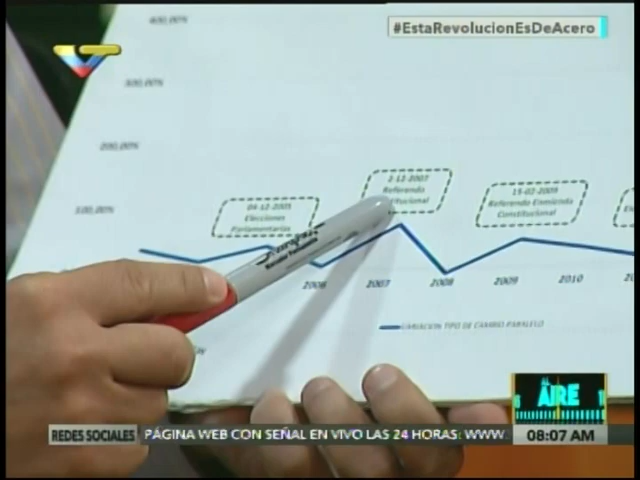 #EstaRevolucionEsDeAcero
400,00%
300,00%
200,00%
100,00%
04-12-2005
Elecciones
Parlamentarias
2-12-2007
Referendo
15-02-2009
Referendo Enmienda
Constitucional
Sharpie
2006
2007
2008
2009
2010
VARIACION TIPO DE CAMBIO PARALELO
AL
AIRE
REDES SOCIALES
PÁGINA WEB CON SEÑAL EN VIVO LAS 24 HORAS: WWW
08:07 AM